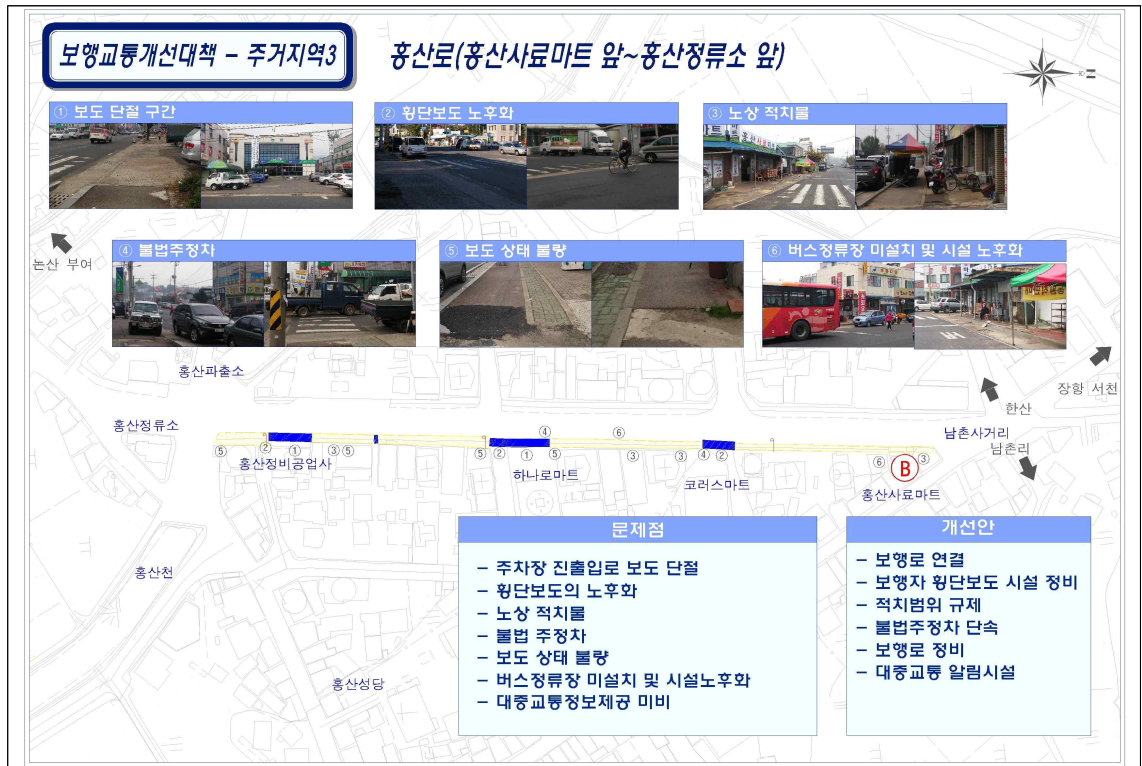 보행교통개선대책 - 주거지역3
홍산로(홍산사료마트 앞~홍산정류소 앞)
① 보도 단절 구간
② 횡단보도 노후화
③ 노상 적치물
④ 불법주정차
⑤ 보도 상태 불량
⑥ 버스정류장 미설치 및 시설 노후화
논산 부여
장항 서천
한산
홍산파출소
홍산정류소
남촌사거리
남촌리
④
⑥
⑤
②
①
③
⑤
⑤
②
①
⑤
③
③
④
②
⑥
B
③
홍산정비공업사
하나로마트
코러스마트
홍산사료마트
홍산천
홍산성당
문제점
- 주차장 진출입로 보도 단절
- 횡단보도의 노후화
- 노상 적치물
- 불법 주정차
- 보도 상태 불량
- 버스정류장 미설치 및 시설노후화
- 대중교통정보제공 미비
개선안
- 보행로 연결
- 보행자 횡단보도 시설 정비
- 적치범위 규제
- 불법주정차 단속
- 보행로 정비
- 대중교통 알림시설